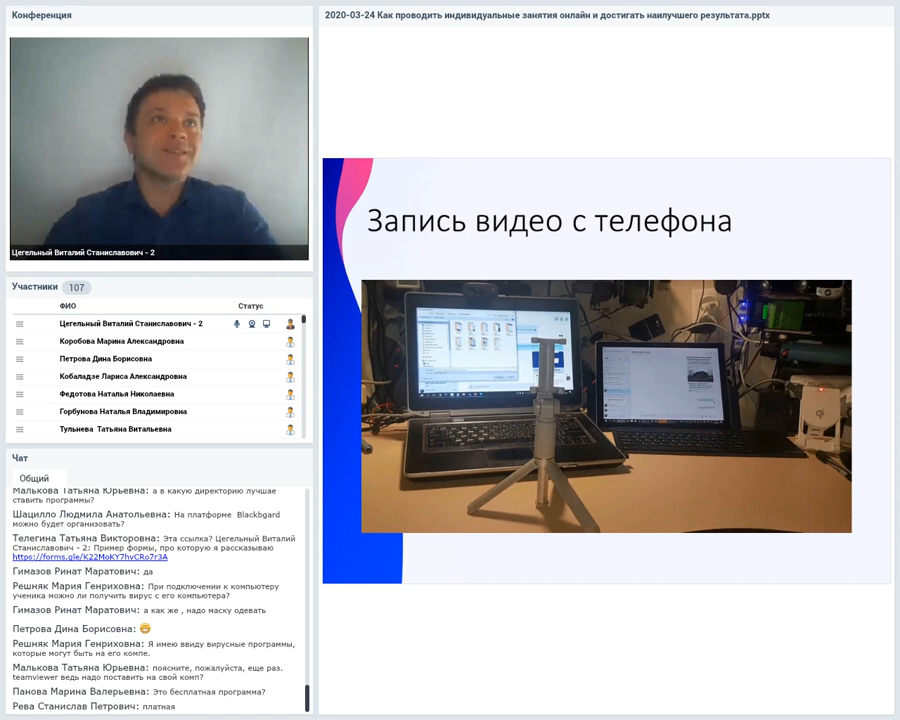 Конференция
Цегельный Виталий Станиславович - 2
Участники 107
ФИО Статус
Цегельный Виталий Станиславович - 2
Коробова Марина Александровна
Петрова Дина Борисовна
Кобаладзе Лариса Александровна
Федотова Наталья Николаевна
Горбунова Наталья Владимировна
Тульнева Татьяна Витальевна
Чат
Общий
Малькова Татьяна Юрьевна: а в какую директорию лучшае
ставить программы?
Шацилло Людмила Анатольевна: На платформе Blackbgard
можно будет организовать?
Телегина Татьяна Викторовна: Эта ссылка? Цегельный Виталий
Станиславович - 2: Пример формы, про которую я рассказываю
https://forms.gle/K22MoKY7hvCRo7r3A
Гимазов Ринат Маратович: да
Решняк Мария Генриховна: При подключении к компьютеру
ученика можно ли получить вирус с его компьютера?
Гимазов Ринат Маратович: а как же , надо маску одевать
Петрова Дина Борисовна:
Решняк Мария Генриховна: Я имею ввиду вирусные программы,
которые могут быть на его компе.
Малькова Татьяна Юрьевна: поясните, пожалуйста, еще раз.
teamviewer ведь надо поставить на свой комп?
Панова Марина Валерьевна: Это бесплатная программа?
Рева Станислав Петрович: платная
2020-03-24 Как проводить индивидуальные занятия онлайн и достигать наилучшего результата.pptx
Запись видео с телефона